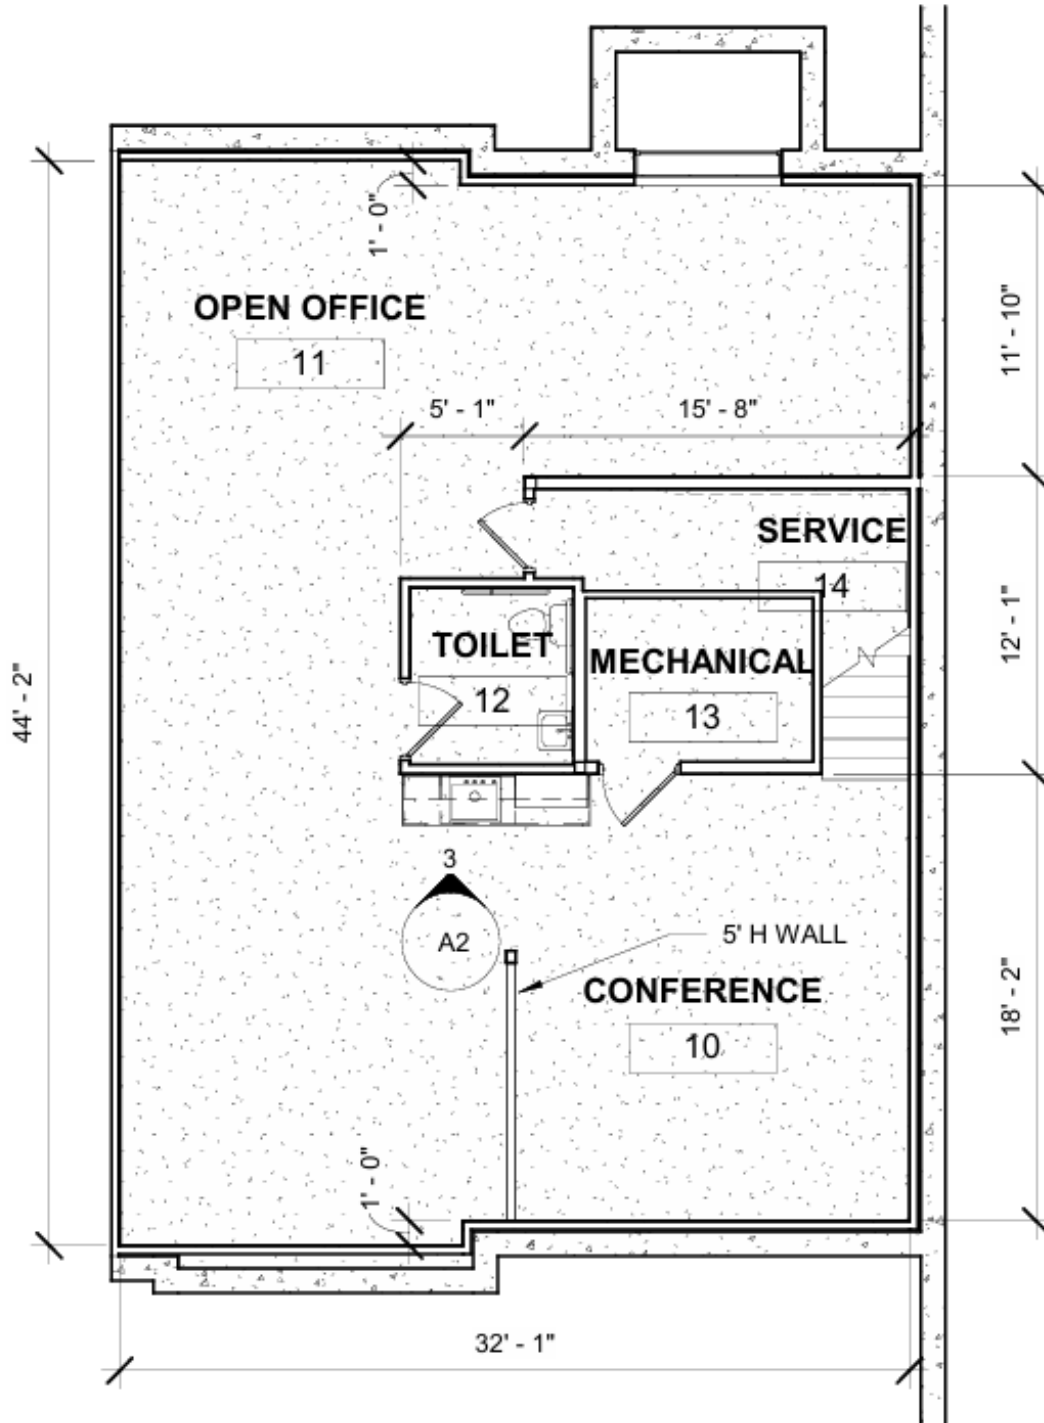 1' - 0"
OPEN OFFICE
11
11' - 10"
5' - 1"
15' - 8"
SERVICE
14
12' - 1"
TOILET
12
MECHANICAL
13
44' - 2"
3
A2
5' H WALL
CONFERENCE
10
18' - 2"
1' - 0"
32' - 1"